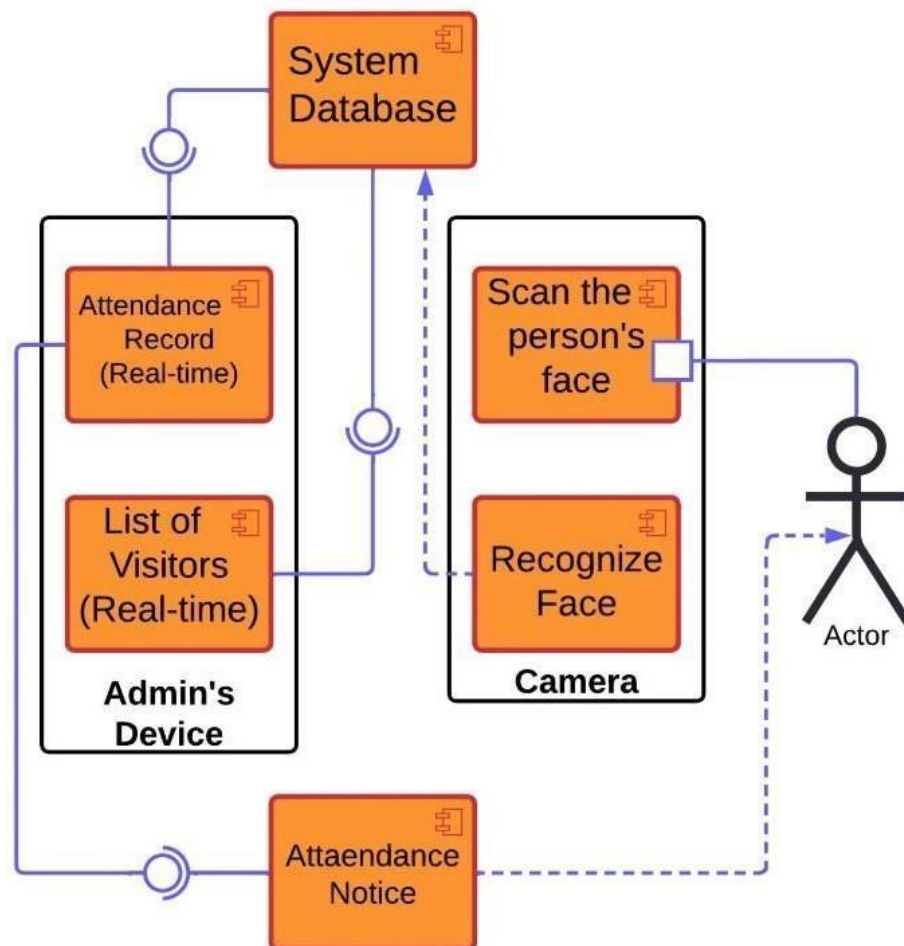 System
Database
Attendance
Record
(Real-time)
List of
Visitors
(Real-time)
Admin's
Device
Scan the
person's
face
Recognize
Face
Camera
Actor
Attaendance
Notice